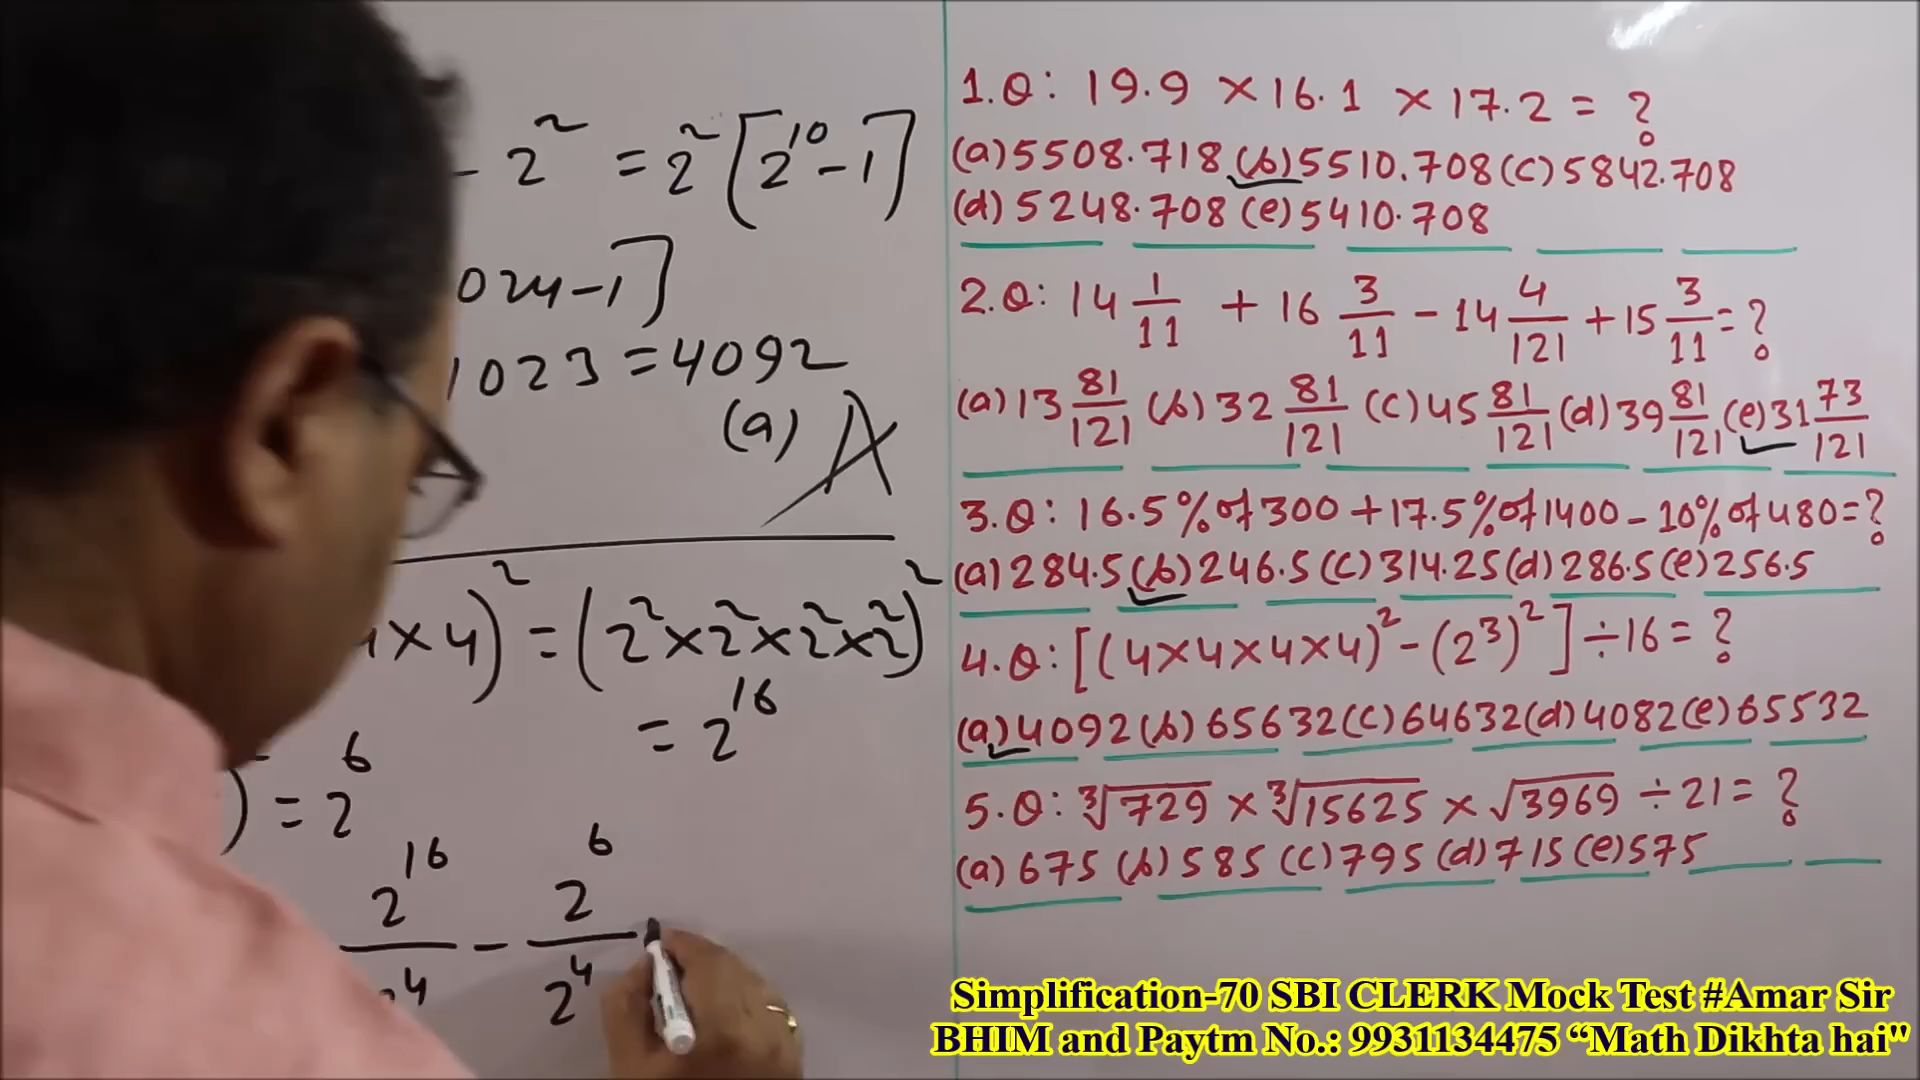 - 2² = 2² [2¹⁰ - 1]
024 - 1]
1023 = 4092
(a) A
4 × 4)² = (2² × 2² × 2² × 2²)²
= 2¹⁶
) = 2⁶
2¹⁶ - 2⁶
4 2⁴
1.Q: 19.9 × 16.1 × 17.2 = ?
(a) 5508.718 (b) 5510.708 (c) 5842.708
(d) 5248.708 (e) 5410.708
2.Q: 14 1/11 + 16 3/11 - 14 4/121 + 15 3/11 = ?
(a) 13 81/121 (b) 32 81/121 (c) 45 81/121 (d) 39 81/121 (e) 31 73/121
3.Q: 16.5% of 300 + 17.5% of 1400 - 10% of 480 = ?
(a) 284.5 (b) 246.5 (c) 314.25 (d) 286.5 (e) 256.5
4.Q: [(4×4×4×4)² - (2³)²] ÷ 16 = ?
(a) 4092 (b) 65632 (c) 64632 (d) 4082 (e) 65532
5.Q: ∛729 × ∛15625 × √3969 ÷ 21 = ?
(a) 675 (b) 585 (c) 795 (d) 715 (e) 575
Simplification-70 SBI CLERK Mock Test #Amar Sir
BHIM and Paytm No.: 9931134475 “Math Dikhta hai"